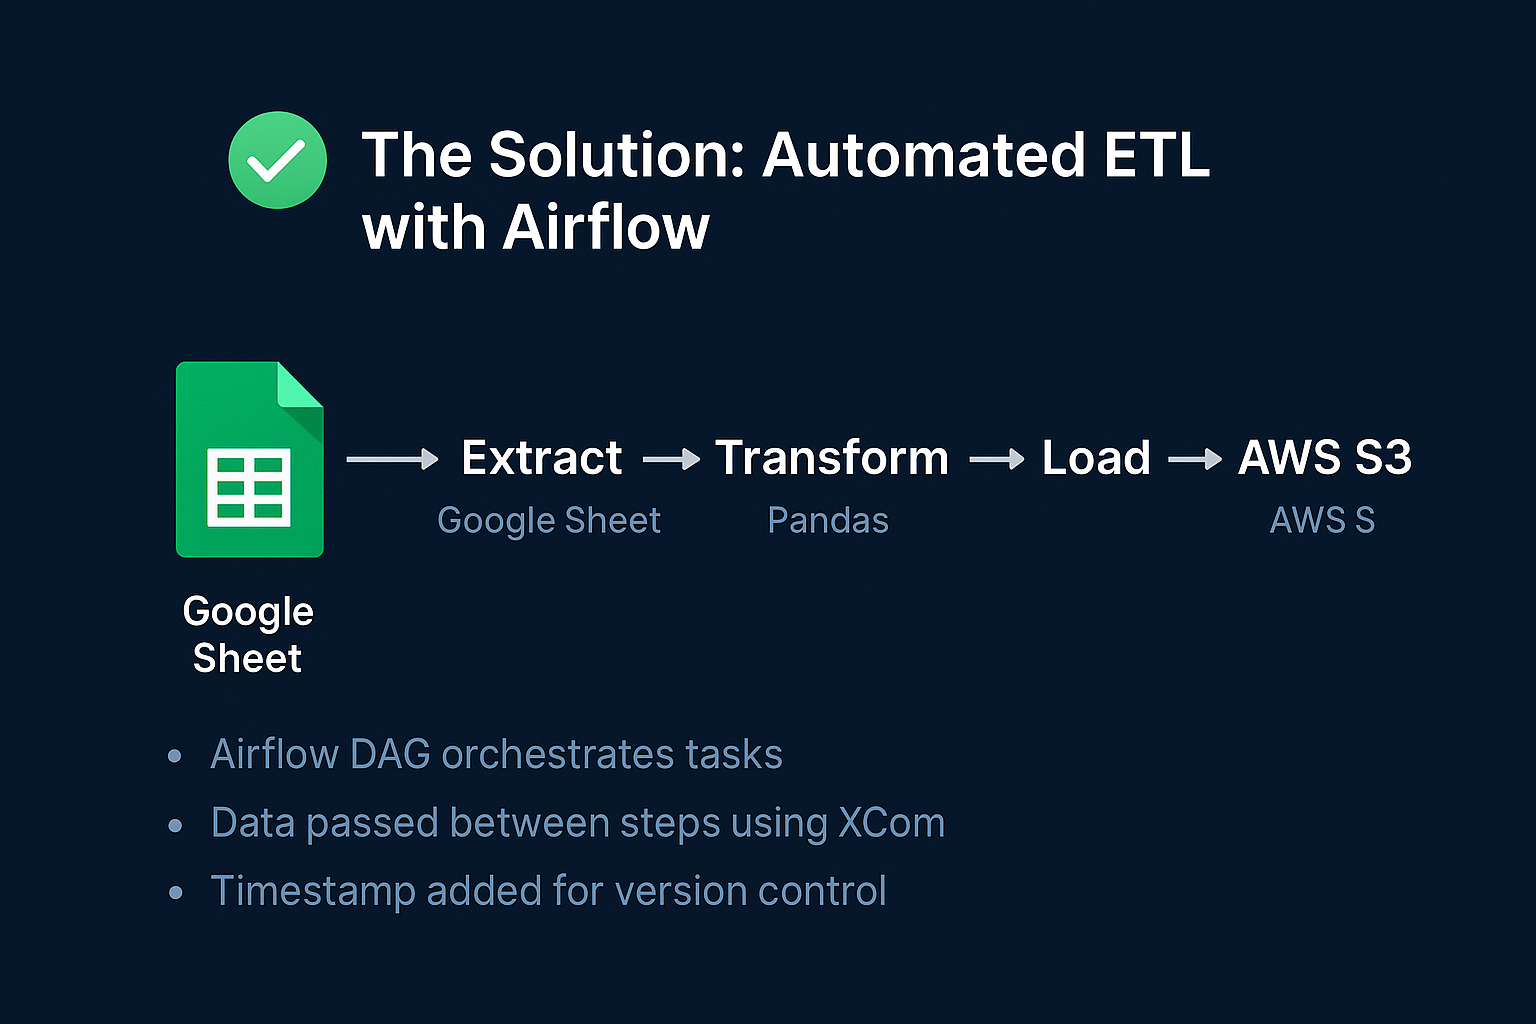 The Solution: Automated ETL
with Airflow
Extract
Transform
Load
AWS S3
Google Sheet
Pandas
AWS S
Google
Sheet
• Airflow DAG orchestrates tasks
• Data passed between steps using XCom
• Timestamp added for version control